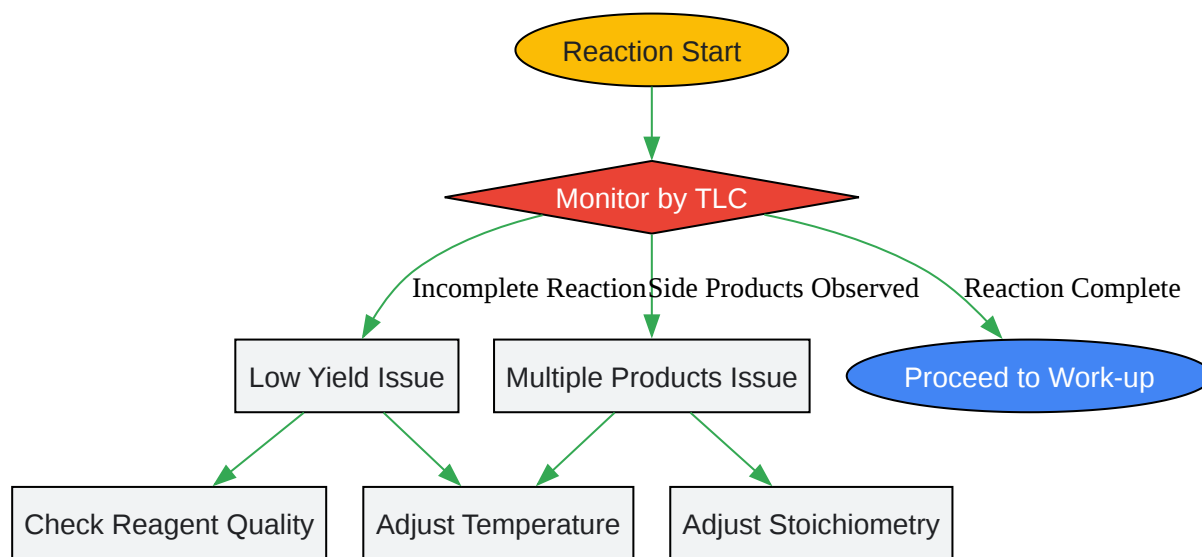 Reaction Start
Monitor by TLC
Incomplete Reaction
Side Products Observed
Reaction Complete
Low Yield Issue
Multiple Products Issue
Proceed to Work-up
Check Reagent Quality
Adjust Temperature
Adjust Stoichiometry